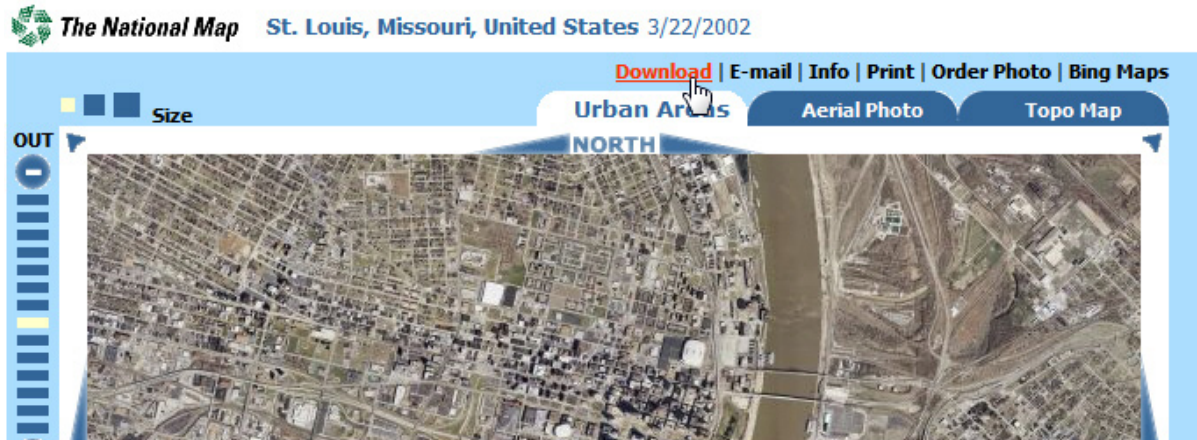 The National Map St. Louis, Missouri, United States 3/22/2002
Download | E-mail | Info | Print | Order Photo | Bing Maps
Size
Urban Areas Aerial Photo Topo Map
OUT
NORTH